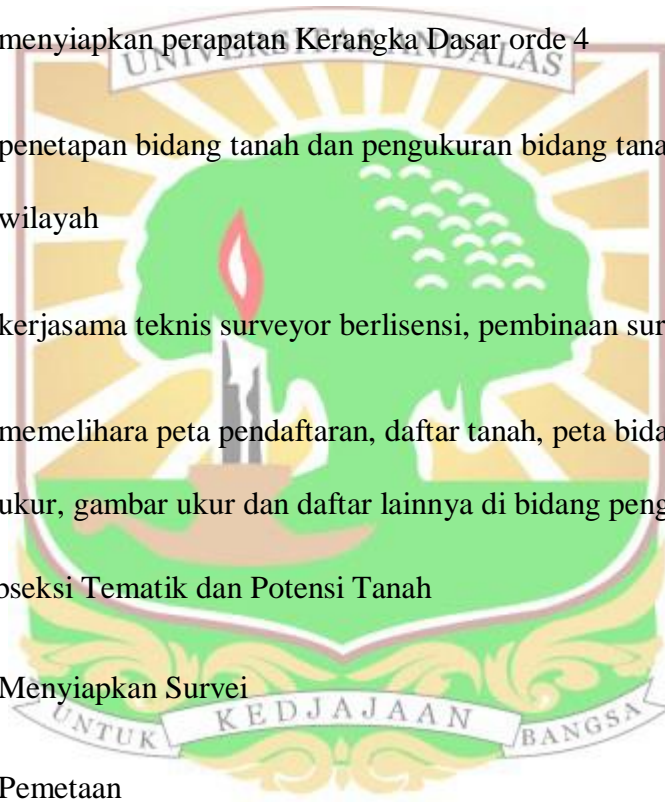 menyiapkan perapatan Kerangka Dasar orde 4
UNIVERSITAS ANDALAS
penetapan bidang tanah dan pengukuran bidang tana
wilayah
kerjasama teknis surveyor berlisensi, pembinaan sur
memelihara peta pendaftaran, daftar tanah, peta bida
ukur, gambar ukur dan daftar lainnya di bidang peng
bseksi Tematik dan Potensi Tanah
Menyiapkan Survei
UNTUK KEDJAJAAN BANGSA
Pemetaan